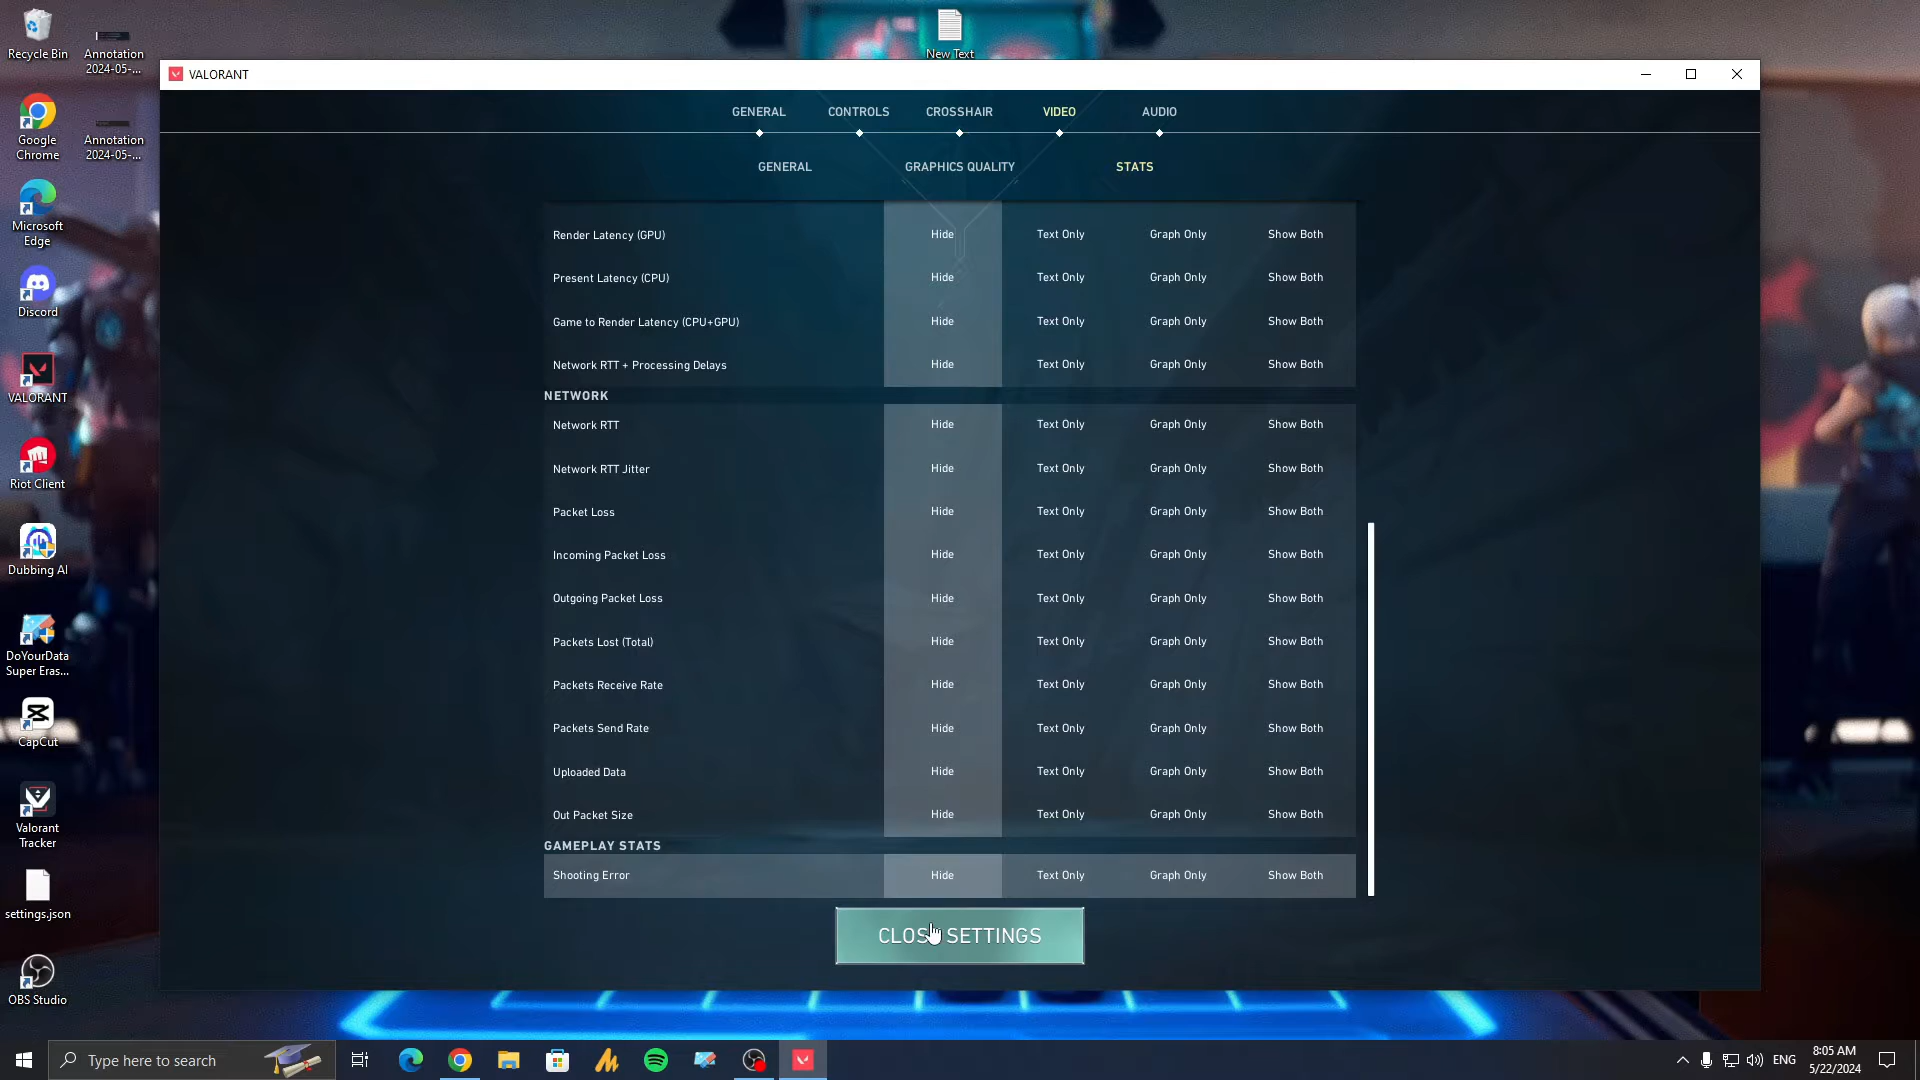 Recycle Bin
Annotation
2024-05-...
New Text
VALORANT
Google
Chrome
Annotation
2024-05-...
Microsoft
Edge
Discord
VALORANT
Riot Client
Dubbing AI
DoYourData
Super Eras...
CapCut
Valorant
Tracker
settings.json
OBS Studio
GENERAL CONTROLS CROSSHAIR VIDEO AUDIO
GENERAL GRAPHICS QUALITY STATS
Render Latency (GPU) Hide Text Only Graph Only Show Both
Present Latency (CPU) Hide Text Only Graph Only Show Both
Game to Render Latency (CPU+GPU) Hide Text Only Graph Only Show Both
Network RTT + Processing Delays Hide Text Only Graph Only Show Both
NETWORK
Network RTT Hide Text Only Graph Only Show Both
Network RTT Jitter Hide Text Only Graph Only Show Both
Packet Loss Hide Text Only Graph Only Show Both
Incoming Packet Loss Hide Text Only Graph Only Show Both
Outgoing Packet Loss Hide Text Only Graph Only Show Both
Packets Lost (Total) Hide Text Only Graph Only Show Both
Packets Receive Rate Hide Text Only Graph Only Show Both
Packets Send Rate Hide Text Only Graph Only Show Both
Uploaded Data Hide Text Only Graph Only Show Both
Out Packet Size Hide Text Only Graph Only Show Both
GAMEPLAY STATS
Shooting Error Hide Text Only Graph Only Show Both
CLOSE SETTINGS
Type here to search
ENG
8:05 AM
5/22/2024